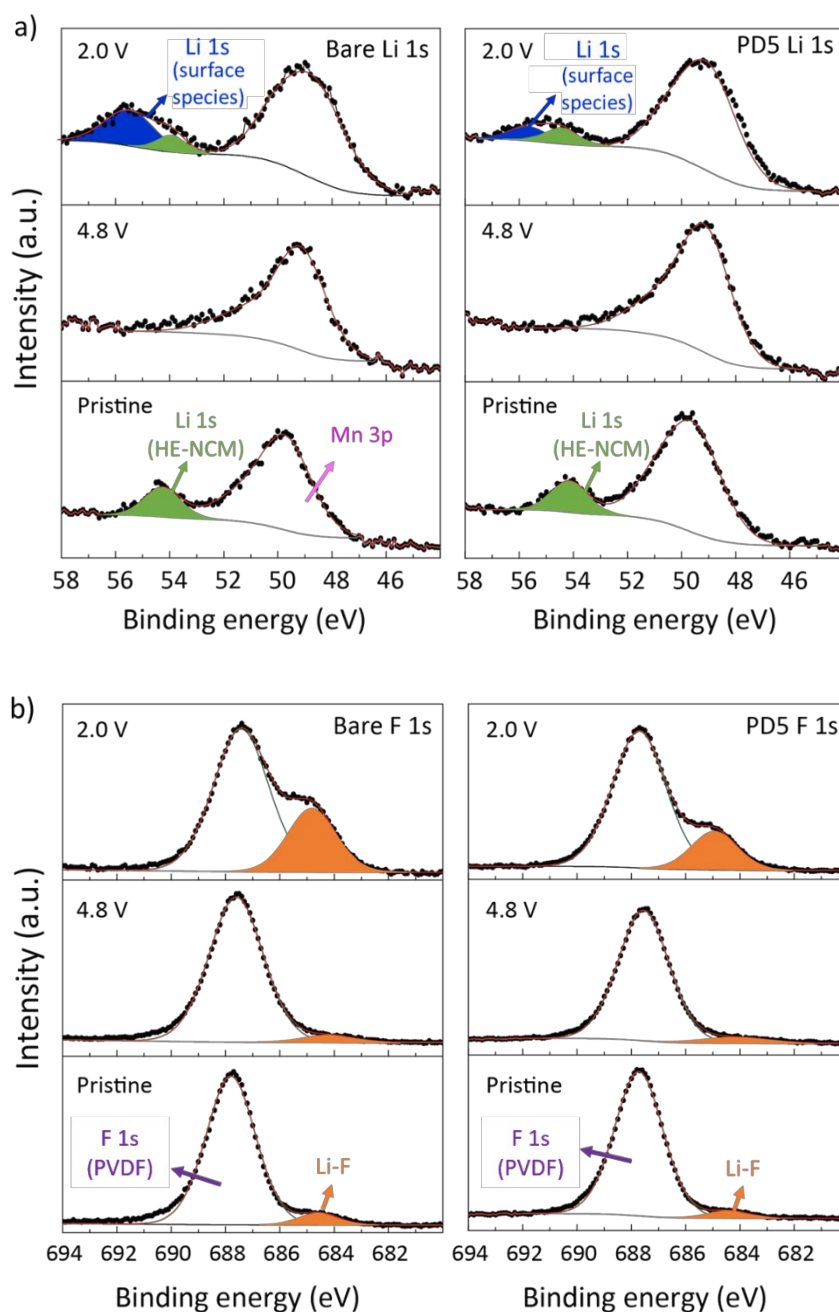 a)
2.0 V
Li 1s
(surface
species)
Bare Li 1s
2.0 V
Li 1s
(surface
species)
PD5 Li 1s
4.8 V
4.8 V
Intensity (a.u.)
Pristine
Li 1s
(HE-NCM)
Mn 3p
Pristine
Li 1s
(HE-NCM)
58 56 54 52 50 48 46
58 56 54 52 50 48 46
Binding energy (eV)
Binding energy (eV)
b)
2.0 V
Bare F 1s
2.0 V
PD5 F 1s
4.8 V
4.8 V
Intensity (a.u.)
Pristine
F 1s
(PVDF)
Li-F
Pristine
F 1s
(PVDF)
Li-F
694 692 690 688 686 684 682
694 692 690 688 686 684 682
Binding energy (eV)
Binding energy (eV)